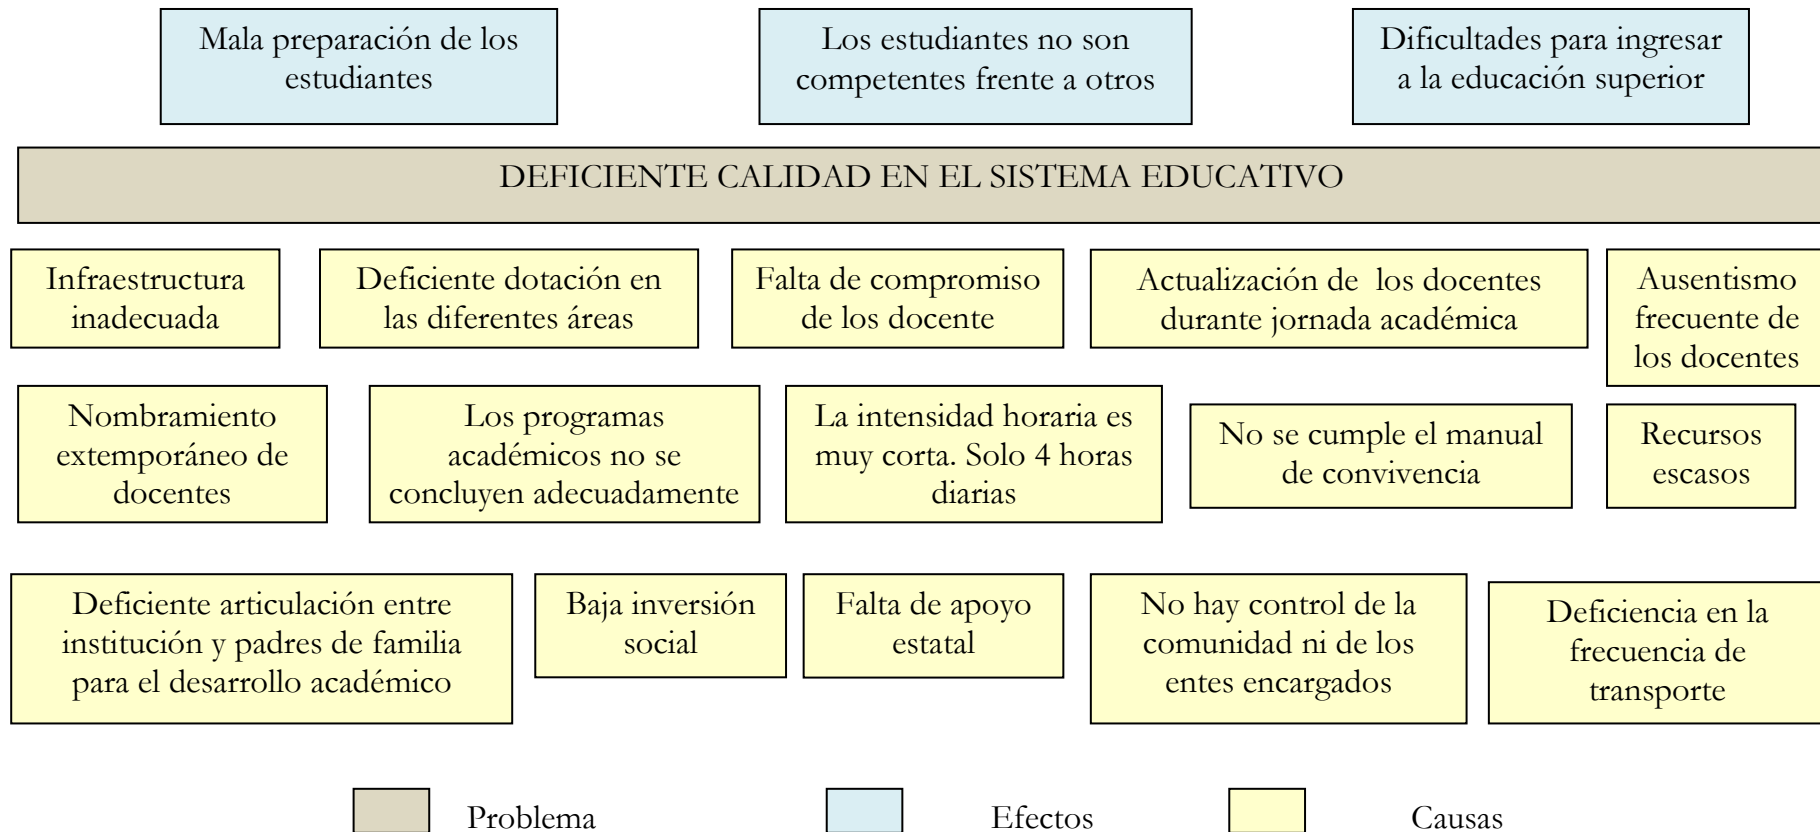 Mala preparación de los
estudiantes
Los estudiantes no son
competentes frente a otros
Dificultades para ingresar
a la educación superior
DEFICIENTE CALIDAD EN EL SISTEMA EDUCATIVO
Infraestructura
inadecuada
Deficiente dotación en
las diferentes áreas
Falta de compromiso
de los docente
Actualización de los docentes
durante jornada académica
Ausentismo
frecuente de
los docentes
Nombramiento
extemporáneo de
docentes
Los programas
académicos no se
concluyen adecuadamente
La intensidad horaria es
muy corta. Solo 4 horas
diarias
No se cumple el manual
de convivencia
Recursos
escasos
Deficiente articulación entre
institución y padres de familia
para el desarrollo académico
Baja inversión
social
Falta de apoyo
estatal
No hay control de la
comunidad ni de los
entes encargados
Deficiencia en la
frecuencia de
transporte
Problema
Efectos
Causas